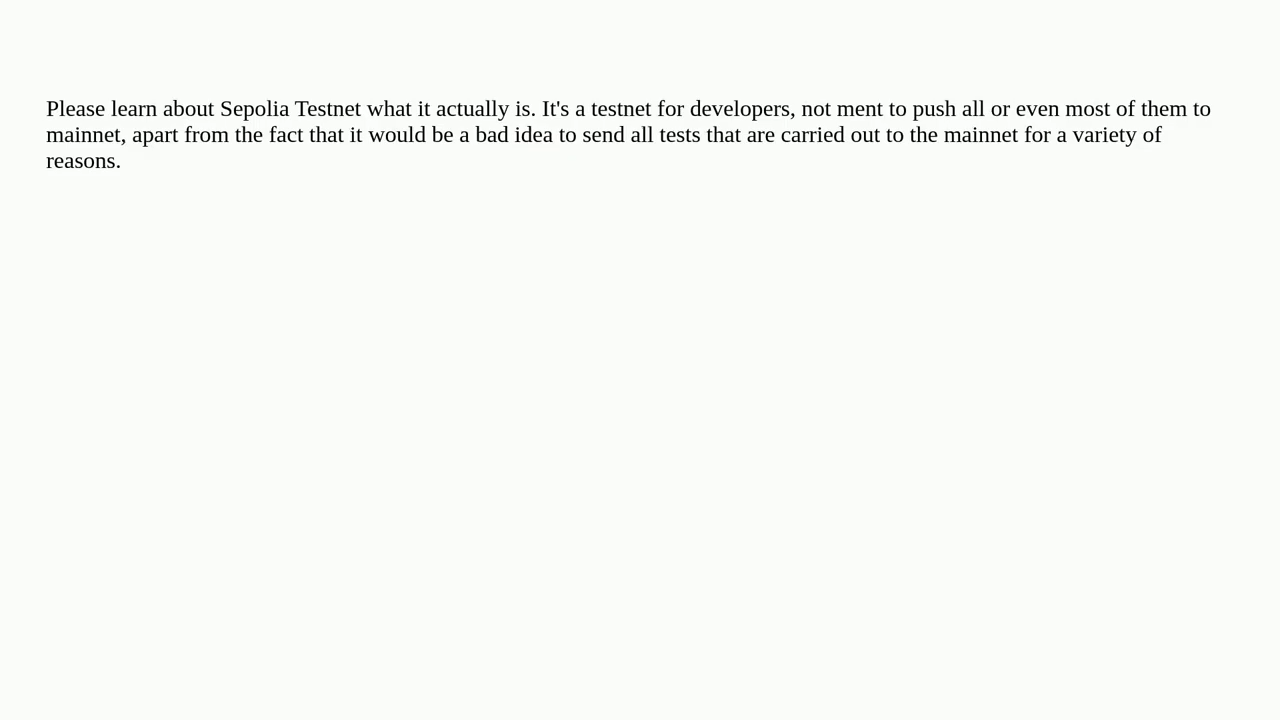 Please learn about Sepolia Testnet what it actually is. It's a testnet for developers, not ment to push all or even most of them to
mainnet, apart from the fact that it would be a bad idea to send all tests that are carried out to the mainnet for a variety of
reasons.